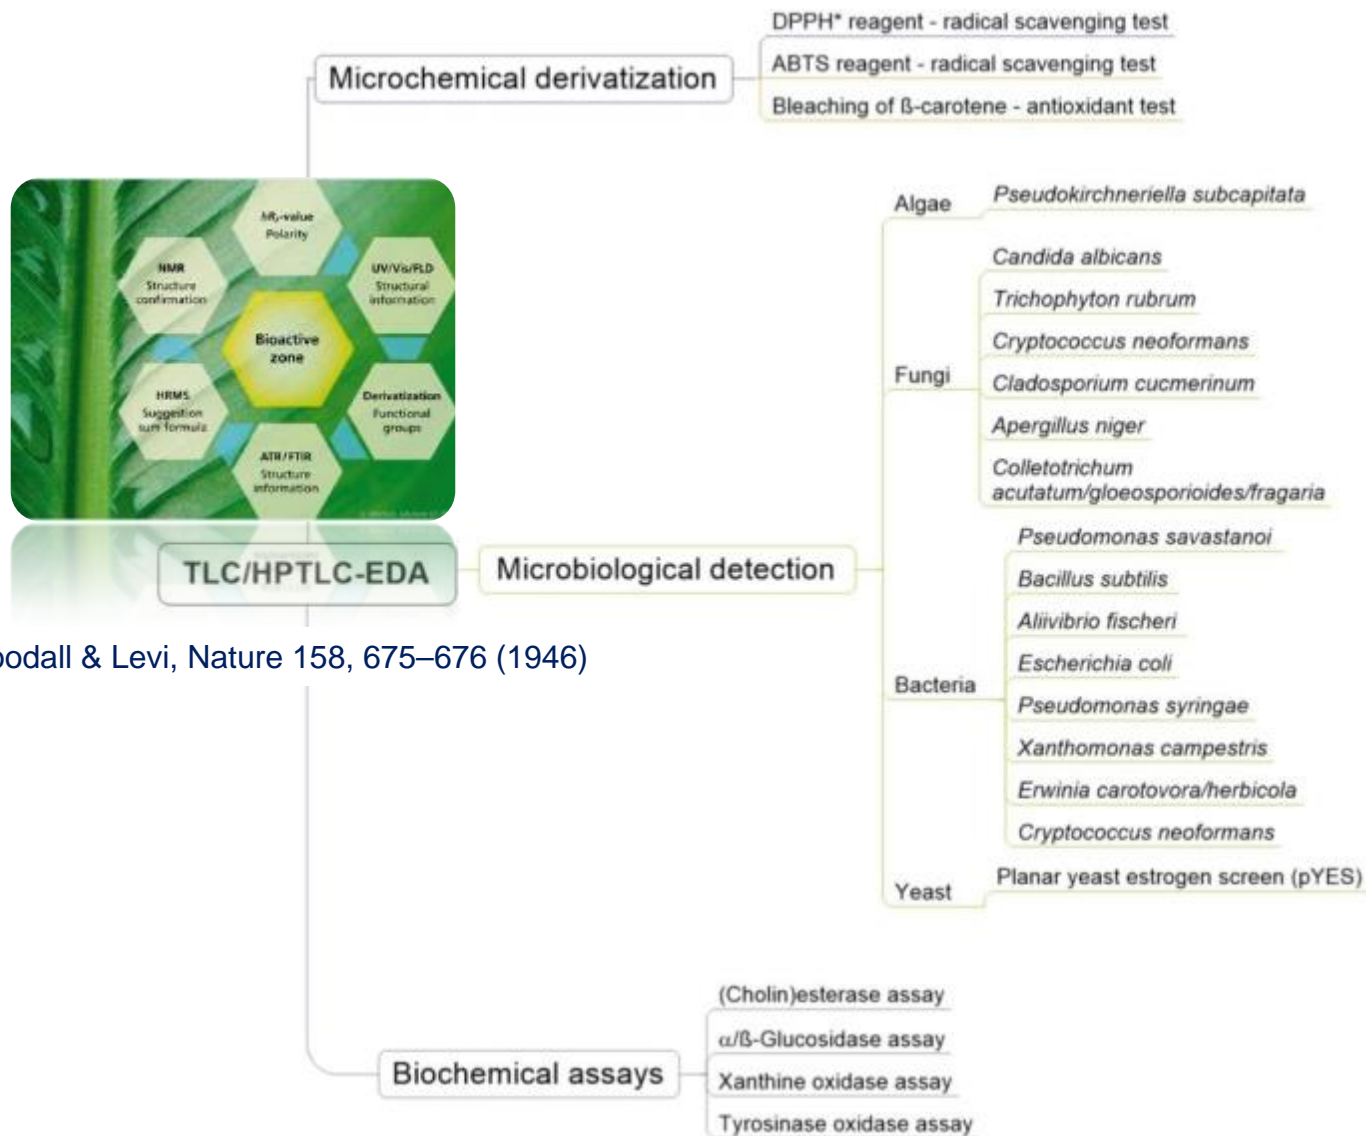 DPPH* reagent - radical scavenging test
Microchemical derivatization
ABTS reagent - radical scavenging test
Bleaching of ß-carotene - antioxidant test
hRF-value
Polarity
NMR
Structure
confirmation
UV/Vis/FLD
Structural
information
Bioactive
zone
HRMS
Suggestion
sum formula
Derivatization
Functional
groups
ATR/FTIR
Structure
information
TLC/HPTLC-EDA
oodall & Levi, Nature 158, 675–676 (1946)
Microbiological detection
Algae
Pseudokirchneriella subcapitata
Fungi
Candida albicans
Trichophyton rubrum
Cryptococcus neoformans
Cladosporium cucmerinum
Apergillus niger
Colletotrichum
acutatum/gloeosporioides/fragaria
Bacteria
Pseudomonas savastanoi
Bacillus subtilis
Aliivibrio fischeri
Escherichia coli
Pseudomonas syringae
Xanthomonas campestris
Erwinia carotovora/herbicola
Cryptococcus neoformans
Yeast
Planar yeast estrogen screen (pYES)
Biochemical assays
(Cholin)esterase assay
α/ß-Glucosidase assay
Xanthine oxidase assay
Tyrosinase oxidase assay